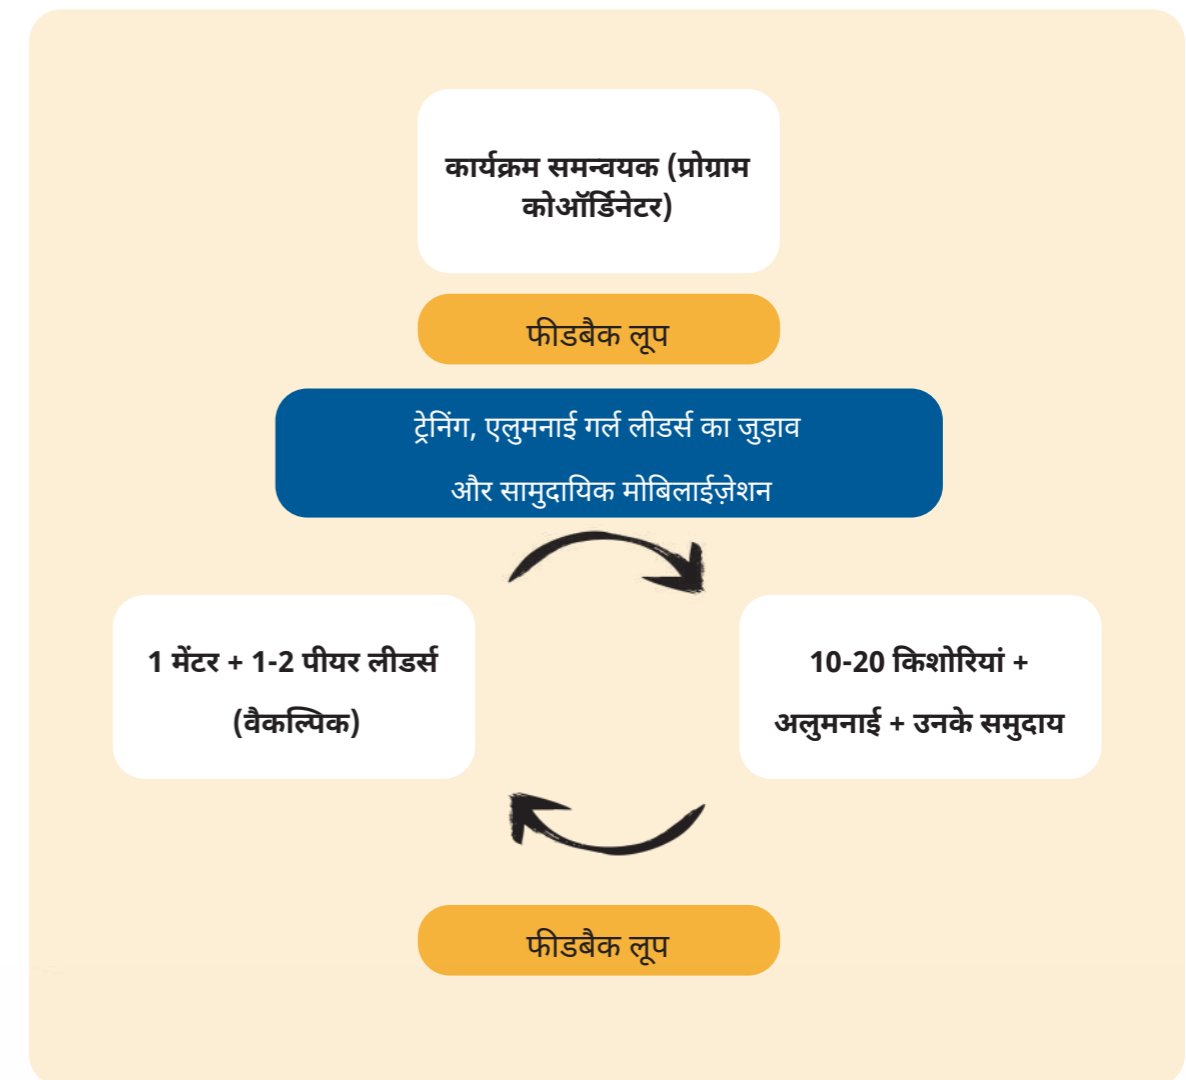 कार्यक्रम समन्वयक (प्रोग्राम
कोऑर्डिनेटर)
फीडबैक लूप
ट्रेनिंग, एलुमनाई गर्ल लीडर्स का जुड़ाव
और सामुदायिक मोबिलाईज़ेशन
1 मेंटर + 1-2 पीयर लीडर्स
(वैकल्पिक)
10-20 किशोरियां +
अलुमनाई + उनके समुदाय
फीडबैक लूप